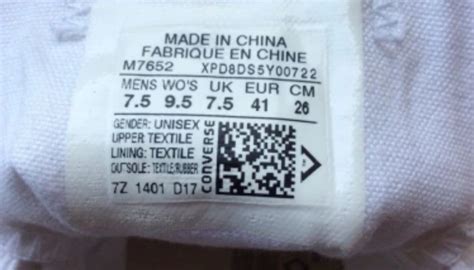 MADE IN CHINA
FABRIQUE EN CHINE
M7652 XPD8DS5Y00722
MENS WO'S UK EUR CM
7.5 9.5 7.5 41 26
GENDER: UNISEX
UPPER: TEXTILE
LINING: TEXTILE
OUTSOLE: TEXTILE/RUBBER
7Z 1401 D17
CONVERSE